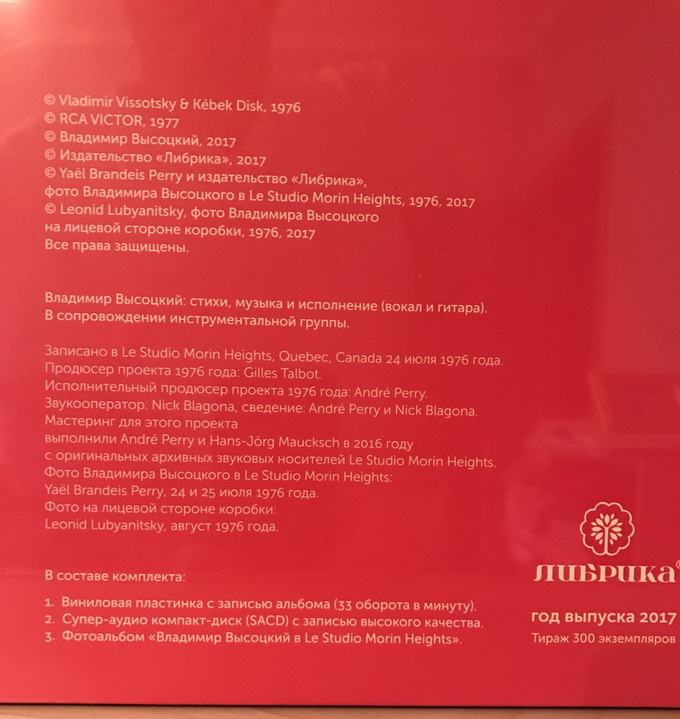 © Vladimir Vissotsky & Kébek Disk, 1976
© RCA VICTOR, 1977
© Владимир Высоцкий, 2017
© Издательство «Либрика», 2017
© Yaël Brandeis Perry и издательство «Либрика»,
фото Владимира Высоцкого в Le Studio Morin Heights, 1976, 2017
© Leonid Lubyanitsky, фото Владимира Высоцкого
на лицевой стороне коробки, 1976, 2017
Все права защищены.
Владимир Высоцкий: стихи, музыка и исполнение (вокал и гитара).
В сопровождении инструментальной группы.
Записано в Le Studio Morin Heights, Quebec, Canada 24 июля 1976 года.
Продюсер проекта 1976 года: Gilles Talbot.
Исполнительный продюсер проекта 1976 года: André Perry.
Звукооператор: Nick Blagona, сведение: André Perry и Nick Blagona.
Мастеринг для этого проекта
выполнили André Perry и Hans-Jörg Maucksch в 2016 году
с оригинальных архивных звуковых носителей Le Studio Morin Heights.
Фото Владимира Высоцкого в Le Studio Morin Heights:
Yaël Brandeis Perry, 24 и 25 июля 1976 года.
Фото на лицевой стороне коробки:
Leonid Lubyanitsky, август 1976 года.
В составе комплекта:
1. Виниловая пластинка с записью альбома (33 оборота в минуту).
2. Супер-аудио компакт-диск (SACD) с записью высокого качества.
3. Фотоальбом «Владимир Высоцкий в Le Studio Morin Heights».
ЛИБРИКА®
год выпуска 2017
Тираж 300 экземпляров